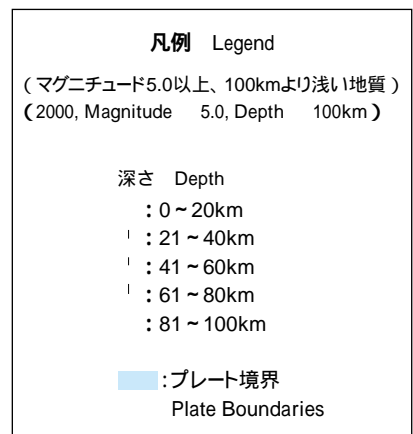 凡例 Legend
(マグニチュード5.0以上、100kmより浅い地質)
(2000, Magnitude 5.0, Depth 100km)
深さ Depth
:0~20km
:21~40km
:41~60km
:61~80km
:81~100km
:プレート境界
Plate Boundaries